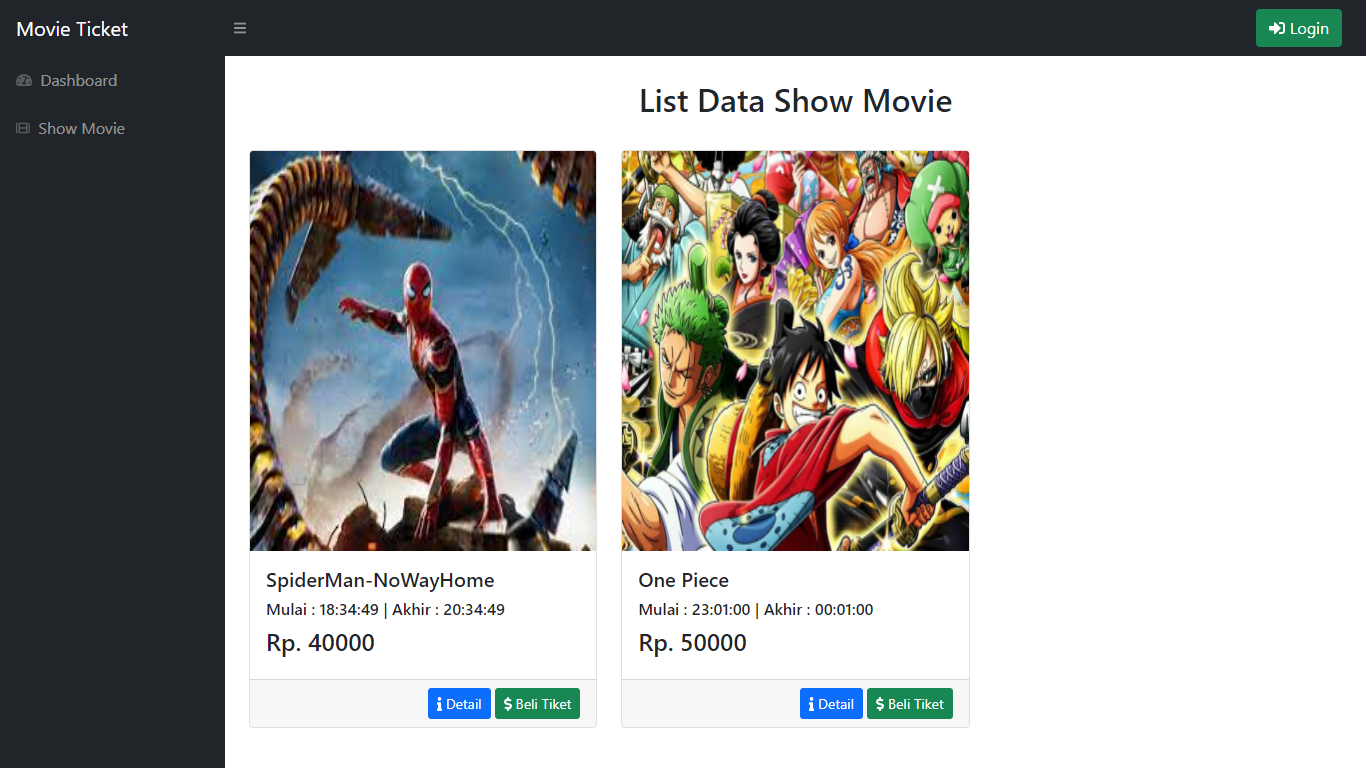 Movie Ticket
Login
Dashboard
Show Movie
List Data Show Movie
SpiderMan-NoWayHome
Mulai : 18:34:49 | Akhir : 20:34:49
Rp. 40000
Detail
Beli Tiket
One Piece
Mulai : 23:01:00 | Akhir : 00:01:00
Rp. 50000
Detail
Beli Tiket